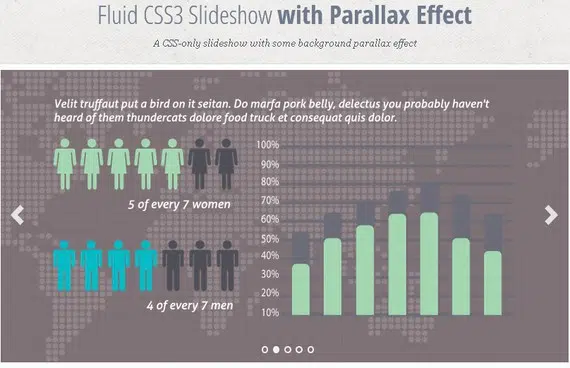 Fluid CSS3 Slideshow with Parallax Effect
A CSS-only slideshow with some background parallax effect
Velit truffaut put a bird on it seitan. Do marfa pork belly, delectus you probably haven't
heard of them thundercats dolore food truck et consequat quis dolor.
5 of every 7 women
4 of every 7 men
100%
90%
80%
70%
60%
50%
40%
30%
20%
10%